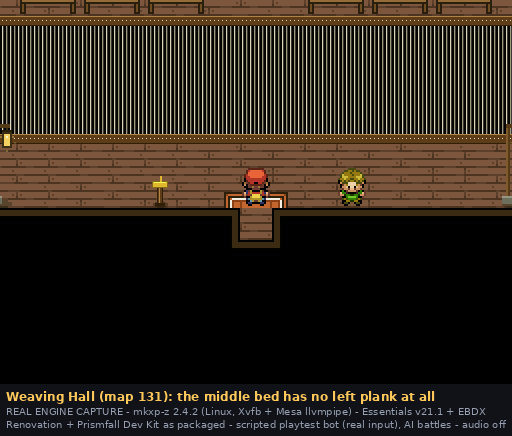 Weaving Hall (map 131): the middle bed has no left plank at all
REAL ENGINE CAPTURE - mkxp-z 2.4.2 (Linux, Xvfb + Mesa llvmpipe) - Essentials v21.1 + EBDX
Renovation + Prismfall Dev Kit as packaged - scripted playtest bot (real input), AI battles - audio off